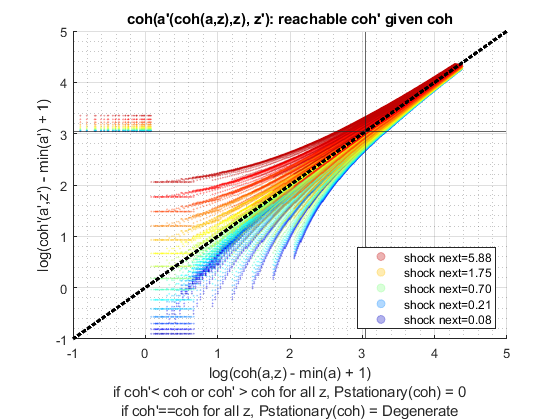 coh(a'(coh(a,z),z), z'): reachable coh' given coh
5
4
3
2
1
0
-1
log(coh'(a',z') - min(a') + 1)
shock next=5.88
shock next=1.75
shock next=0.70
shock next=0.21
shock next=0.08
-1 0 1 2 3 4 5
log(coh(a,z) - min(a) + 1)
if coh'< coh or coh' > coh for all z, Pstationary(coh) = 0
if coh'==coh for all z, Pstationary(coh) = Degenerate